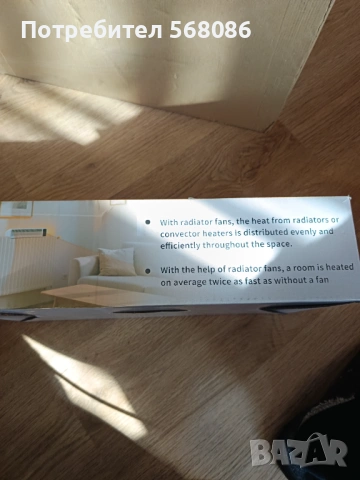 Потребител 568086
• With radiator fans, the heat from radiators or
convector heaters is distributed evenly and
efficiently throughout the space.
• With the help of radiator fans, a room is heated
on average twice as fast as without a fan
BAZAR